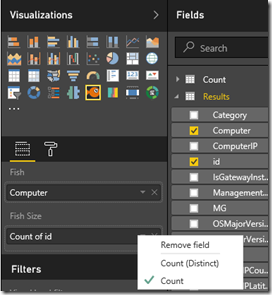 Visualizations
Fields
Search
Count
Results
Category
Computer
ComputerIP
id
IsGatewayInst...
Management...
MG
OSMajorVersi...
Fish
Computer
Fish Size
Count of id
Remove field
Count (Distinct)
Count
Filters